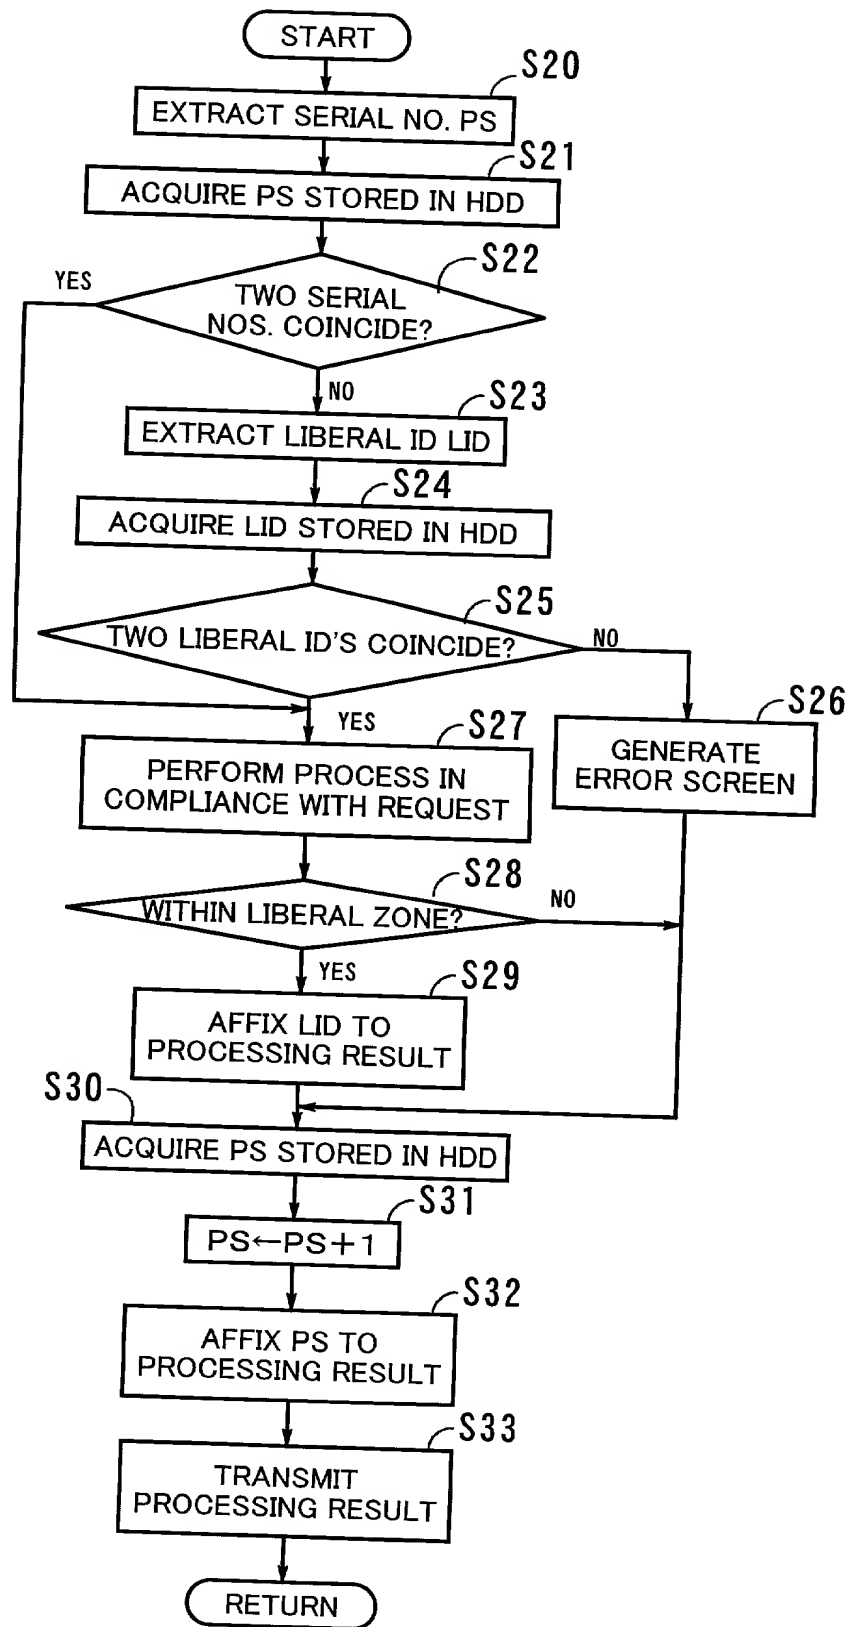 START
S20
EXTRACT SERIAL NO. PS
S21
ACQUIRE PS STORED IN HDD
S22
YES
TWO SERIAL
NOS. COINCIDE?
NO
S23
EXTRACT LIBERAL ID LID
S24
ACQUIRE LID STORED IN HDD
S25
TWO LIBERAL ID'S COINCIDE?
NO
S26
GENERATE
ERROR SCREEN
YES
S27
PERFORM PROCESS IN
COMPLIANCE WITH REQUEST
S28
WITHIN LIBERAL ZONE?
NO
YES
S29
AFFIX LID TO
PROCESSING RESULT
S30
ACQUIRE PS STORED IN HDD
S31
PS←PS+1
S32
AFFIX PS TO
PROCESSING RESULT
S33
TRANSMIT
PROCESSING RESULT
RETURN